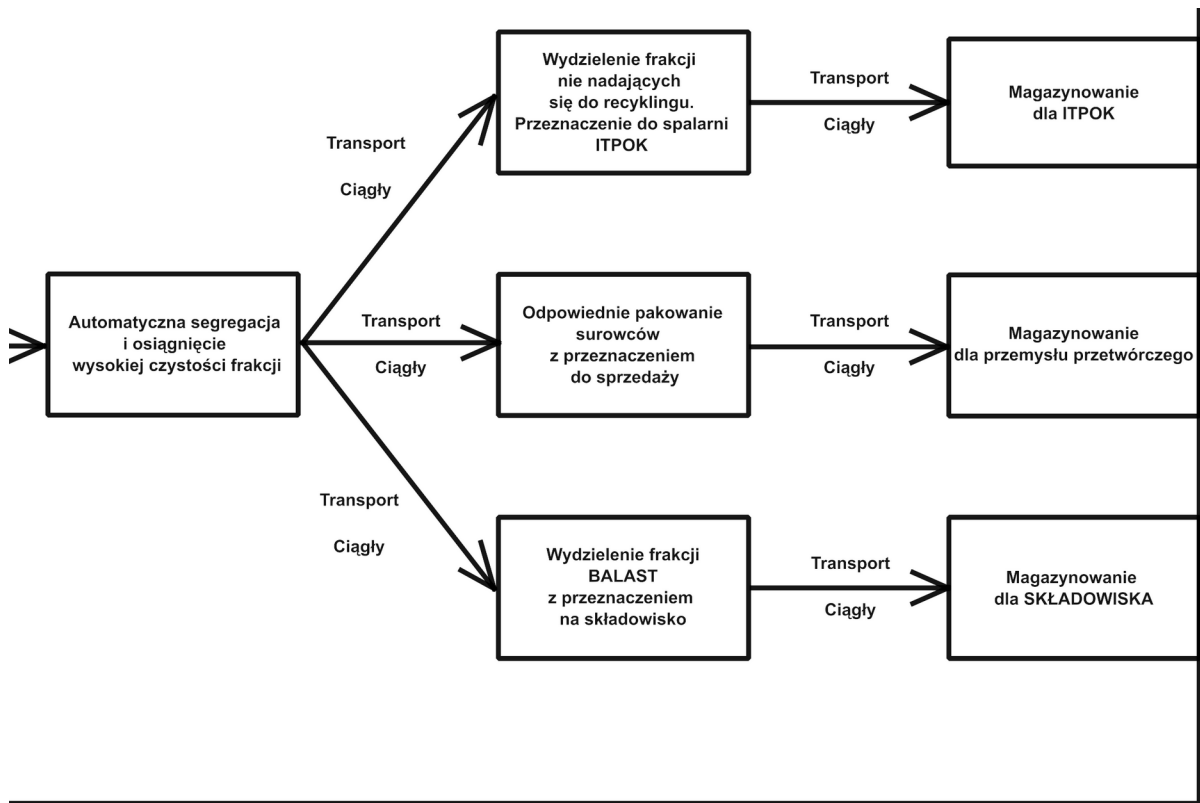 Automatyczna segregacja
i osiągnięcie
wysokiej czystości frakcji
Transport
Ciągły
Wydzielenie frakcji
nie nadających
się do recyklingu.
Przeznaczenie do spalarni
ITPOK
Transport
Ciągły
Magazynowanie
dla ITPOK
Transport
Ciągły
Odpowiednie pakowanie
surowców
z przeznaczeniem
do sprzedaży
Transport
Ciągły
Magazynowanie
dla przemysłu przetwórczego
Transport
Ciągły
Wydzielenie frakcji
BALAST
z przeznaczeniem
na składowisko
Transport
Ciągły
Magazynowanie
dla SKŁADOWISKA